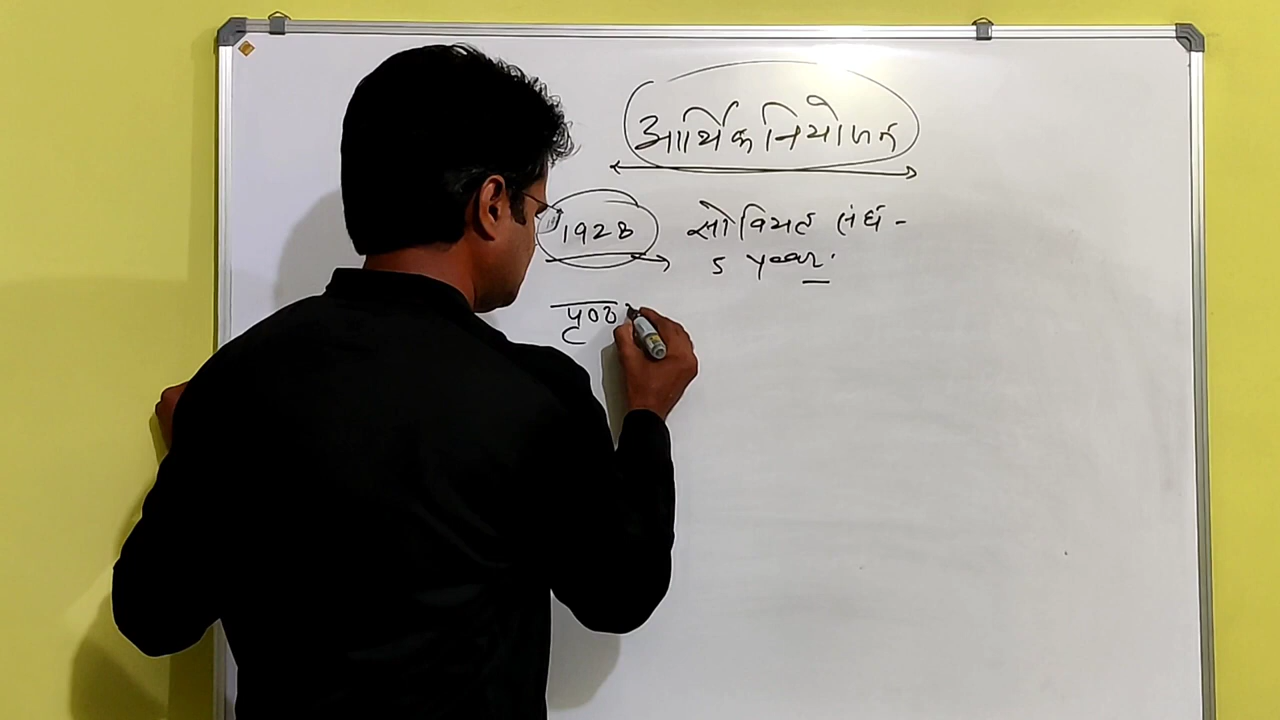 आर्थिक नियोजन
1928 सोवियत संघ -
5 year.
पृष्ठ